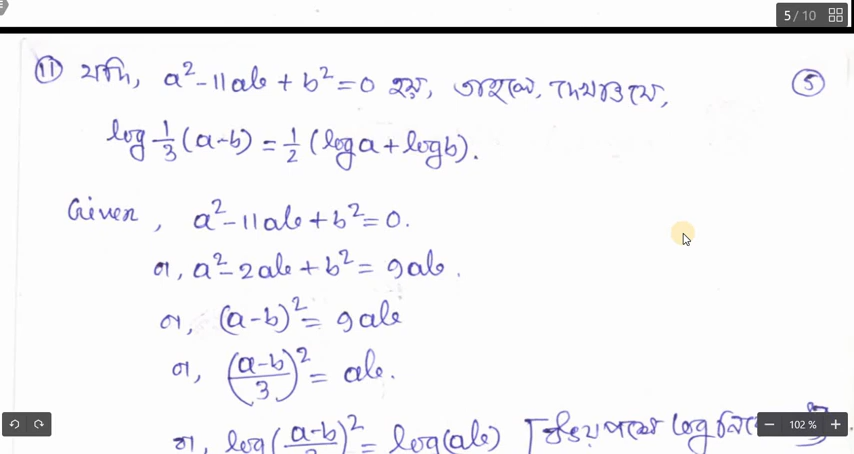 5 / 10
⑪ যদি, a²-11ab + b² = 0 হয়, তাহলে, দেখাও যে, ⑤
log 1/3 (a-b) = 1/2 (log a + log b).
Given, a²-11ab + b² = 0.
বা, a²-2ab + b² = 9ab.
বা, (a-b)² = 9ab
বা, ((a-b)/3)² = ab.
বা, log((a-b)/3)² = log(ab) [উভয়পক্ষে log
102 %